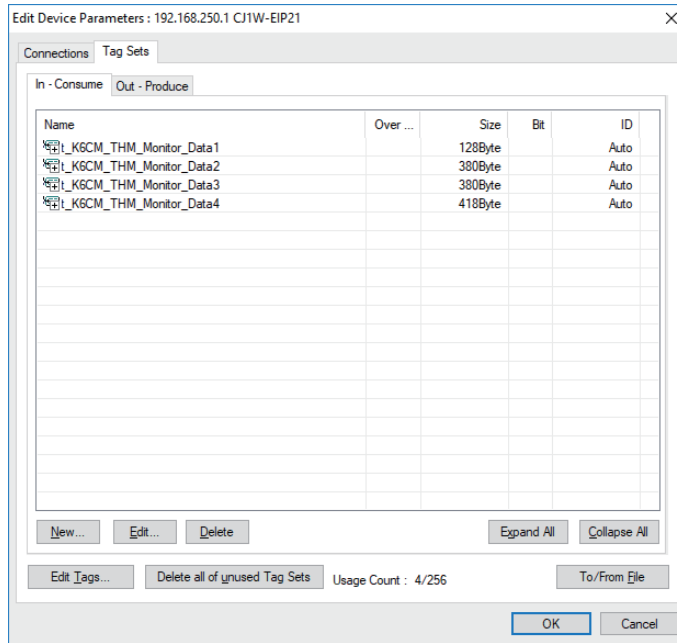 Edit Device Parameters : 192.168.250.1 CJ1W-EIP21
Connections Tag Sets
In - Consume Out - Produce
Name Over ... Size Bit ID
t_K6CM_THM_Monitor_Data1 128Byte Auto
t_K6CM_THM_Monitor_Data2 380Byte Auto
t_K6CM_THM_Monitor_Data3 380Byte Auto
t_K6CM_THM_Monitor_Data4 418Byte Auto
New... Edit... Delete Expand All Collapse All
Edit Tags... Delete all of unused Tag Sets Usage Count : 4/256 To/From File
OK Cancel